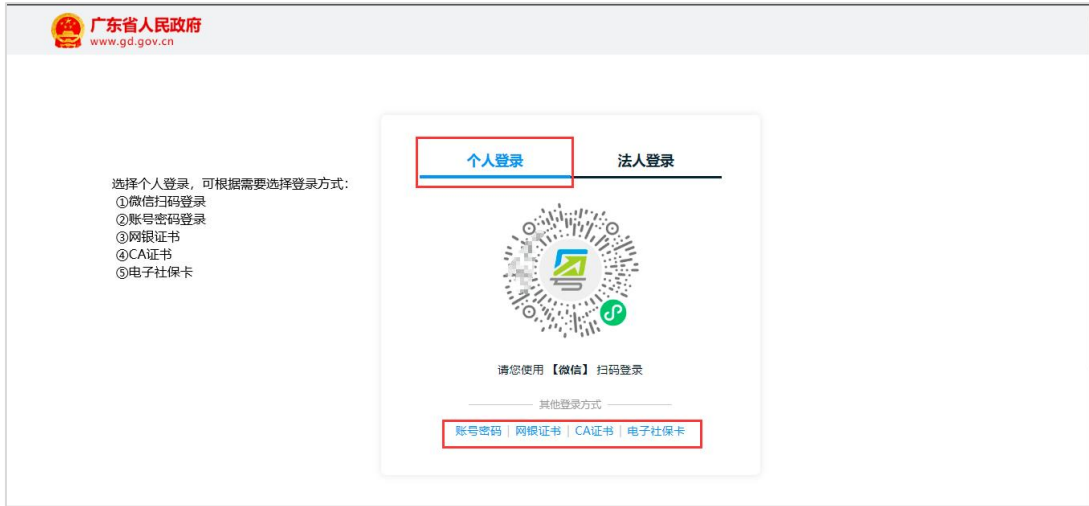 广东省人民政府
www.gd.gov.cn
选择个人登录，可根据需要选择登录方式：
①微信扫码登录
②账号密码登录
③网银证书
④CA证书
⑤电子社保卡
个人登录 法人登录
请您使用【微信】扫码登录
其他登录方式
账号密码 | 网银证书 | CA证书 | 电子社保卡